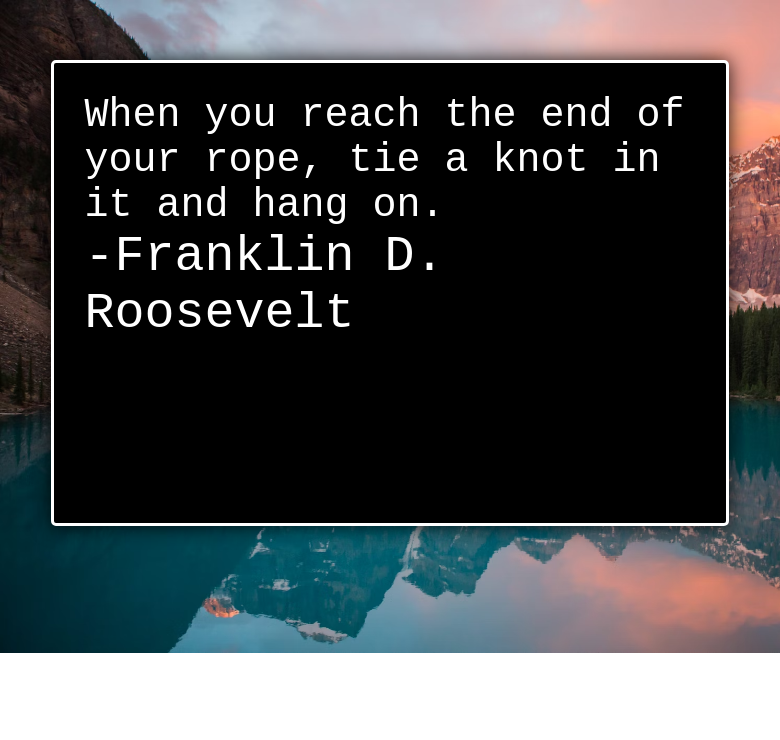 When you reach the end of
your rope, tie a knot in
it and hang on.
-Franklin D.
Roosevelt